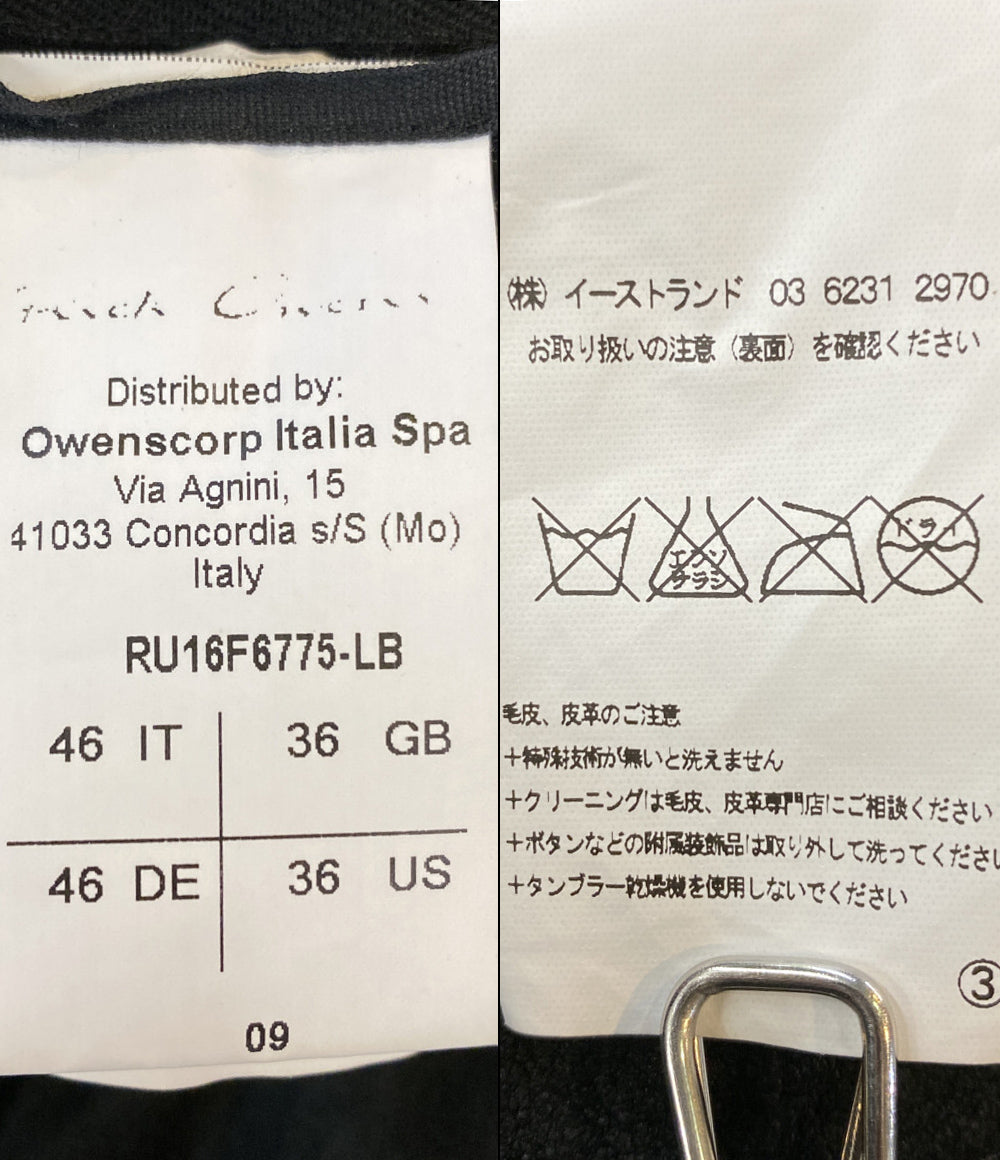 Rick Owens
Distributed by:
Owenscorp Italia Spa
Via Agnini, 15
41033 Concordia s/S (Mo)
Italy
RU16F6775-LB
46 IT 36 GB
46 DE 36 US
09
(株) イーストランド 03 6231 2970
お取り扱いの注意（裏面）を確認ください
エンソ
チラシ
ドライ
毛皮、皮革のご注意
+特殊技術が無いと洗えません
+クリーニングは毛皮、皮革専門店にご相談ください
+ボタンなどの附属装飾品は取り外して洗ってくださ
+タンブラー乾燥機を使用しないでください
③